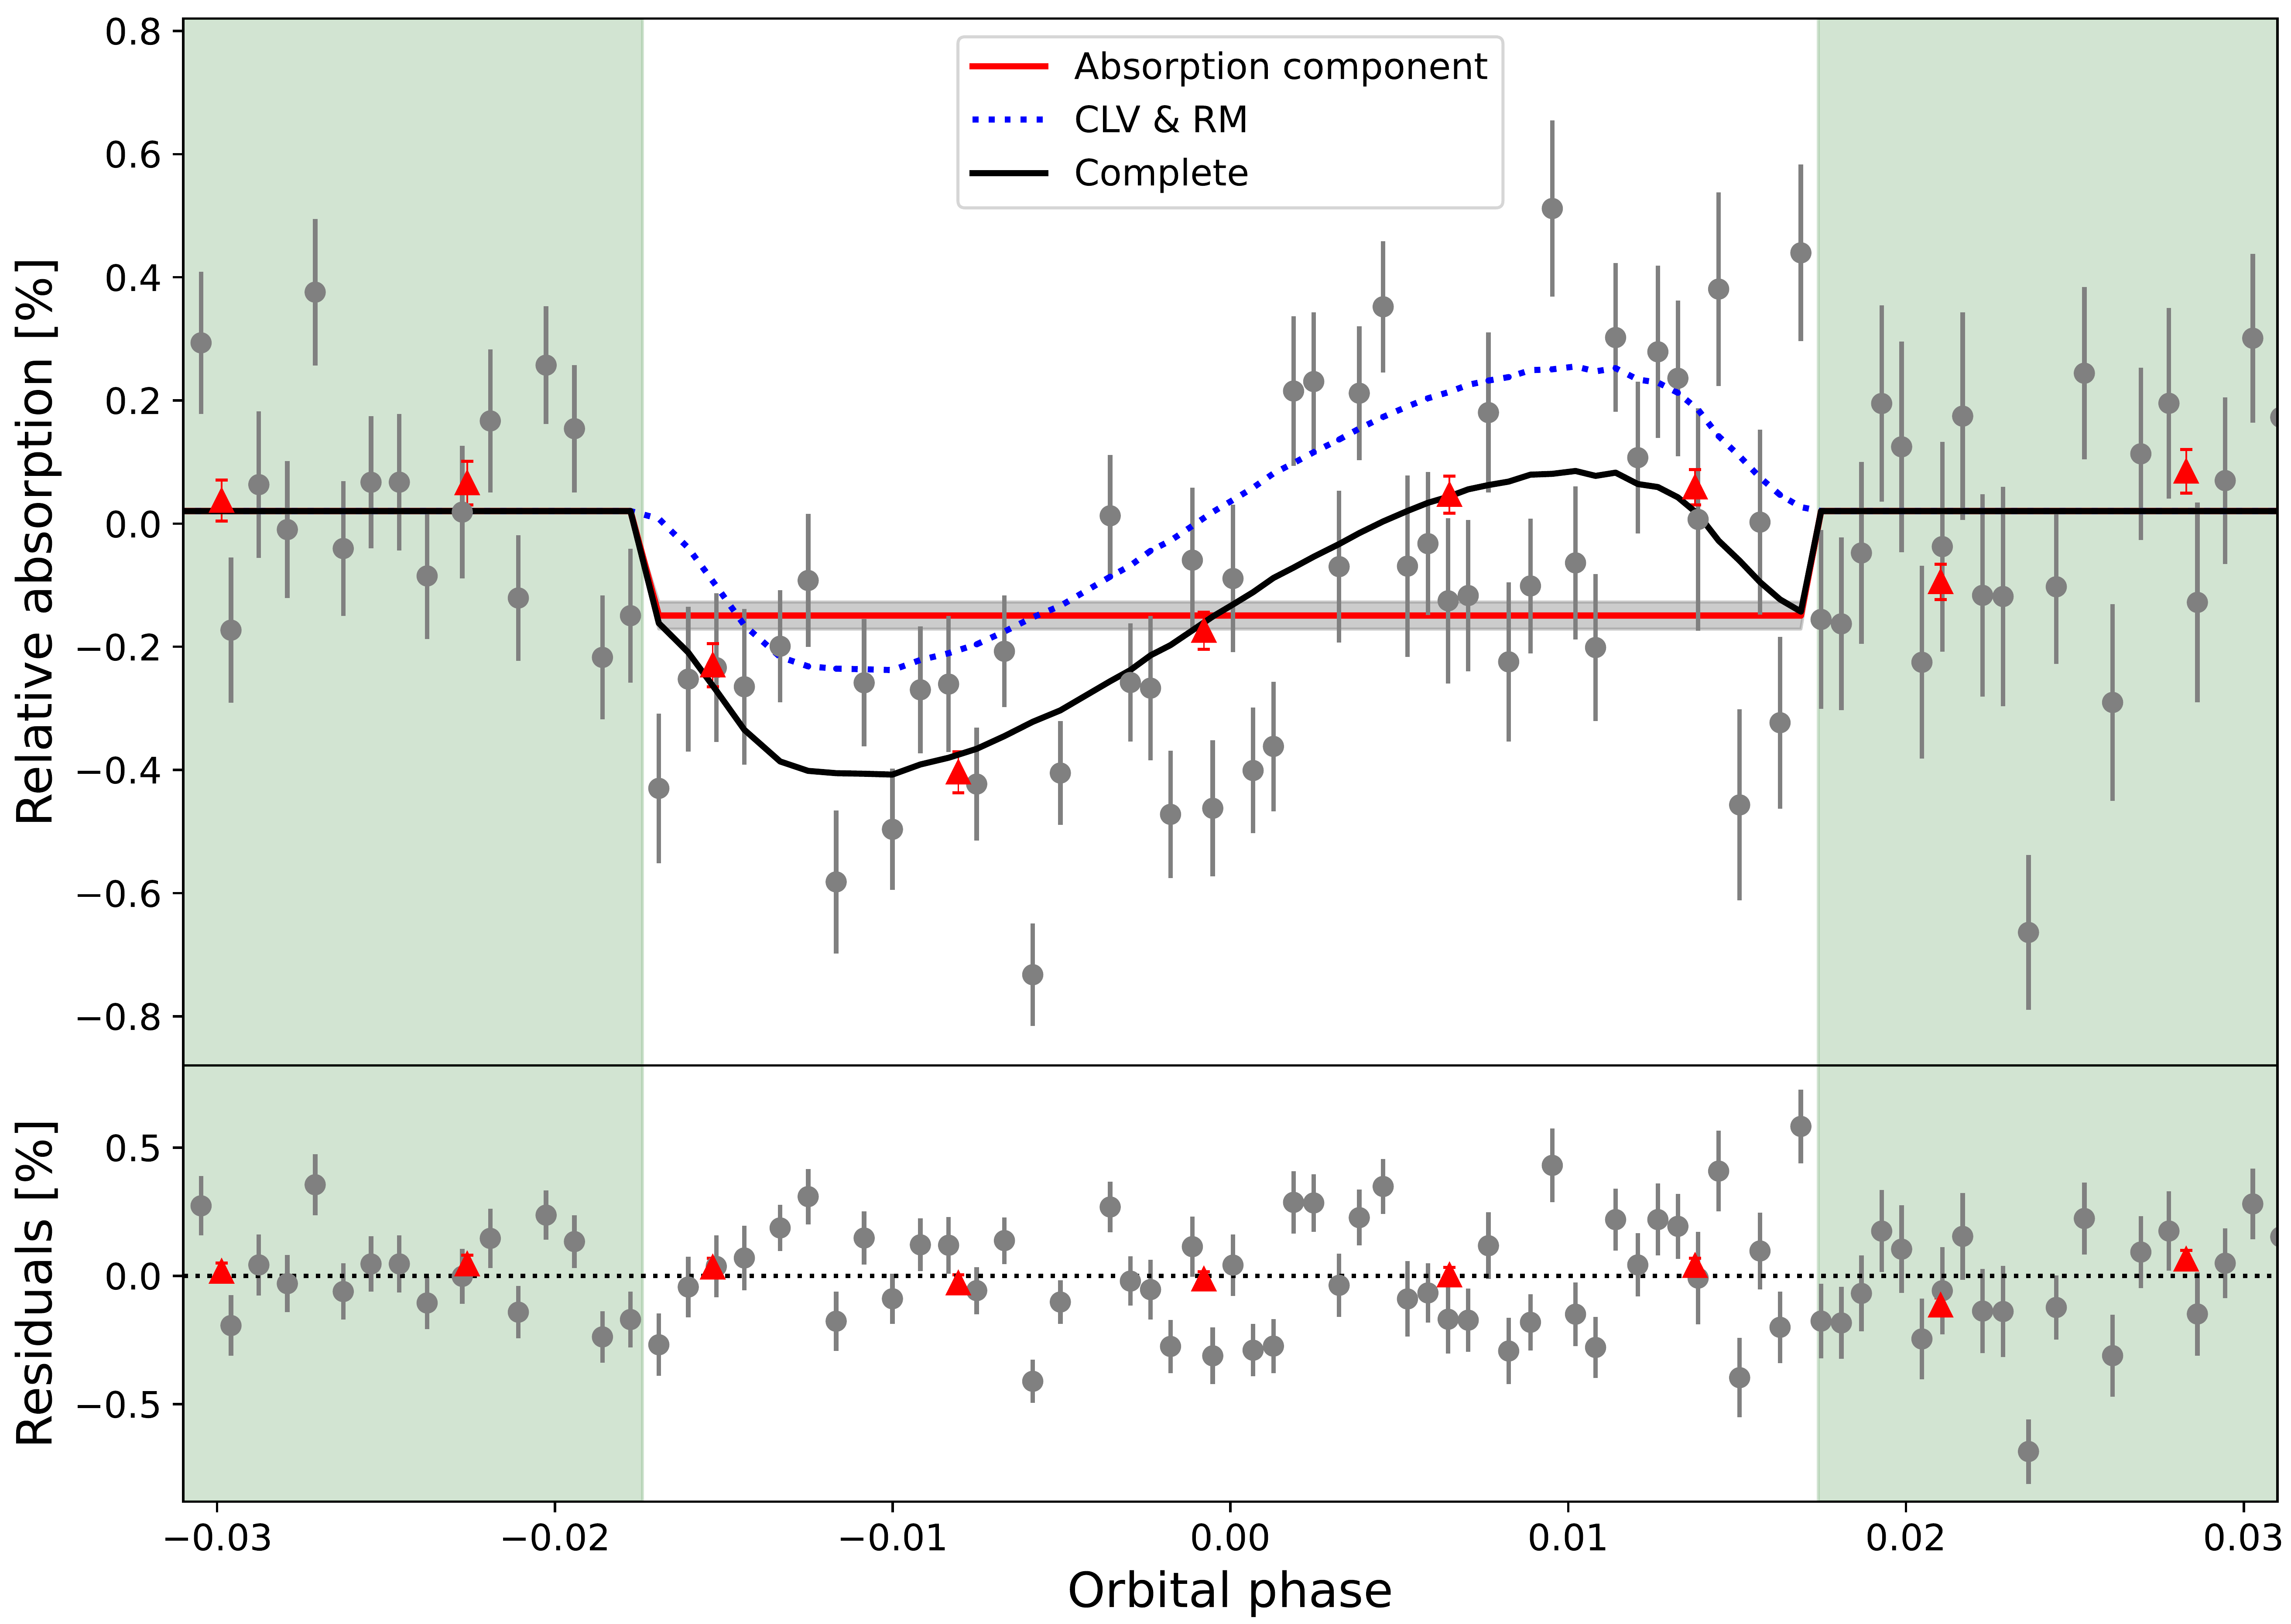 Absorption component
CLV & RM
Complete
Relative absorption [%]
0.8
0.6
0.4
0.2
0.0
−0.2
−0.4
−0.6
−0.8
Residuals [%]
0.5
0.0
−0.5
−0.03 −0.02 −0.01 0.00 0.01 0.02 0.03
Orbital phase